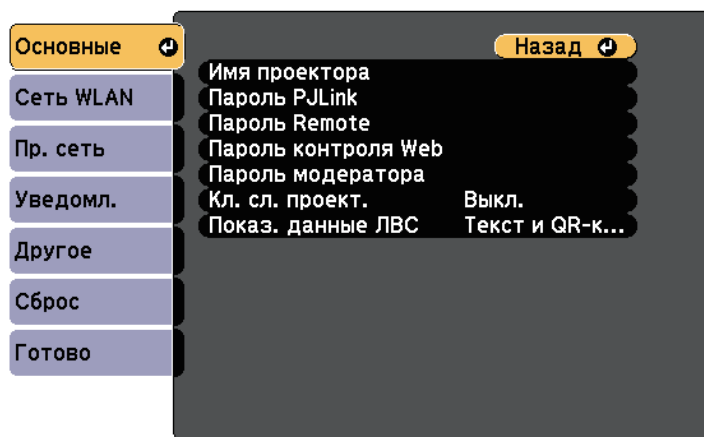 Основные
Сеть WLAN
Пр. сеть
Уведомл.
Другое
Сброс
Готово
Назад
Имя проектора
Пароль PJLink
Пароль Remote
Пароль контроля Web
Пароль модератора
Кл. сл. проект. Выкл.
Показ. данные ЛВС Текст и QR-к...